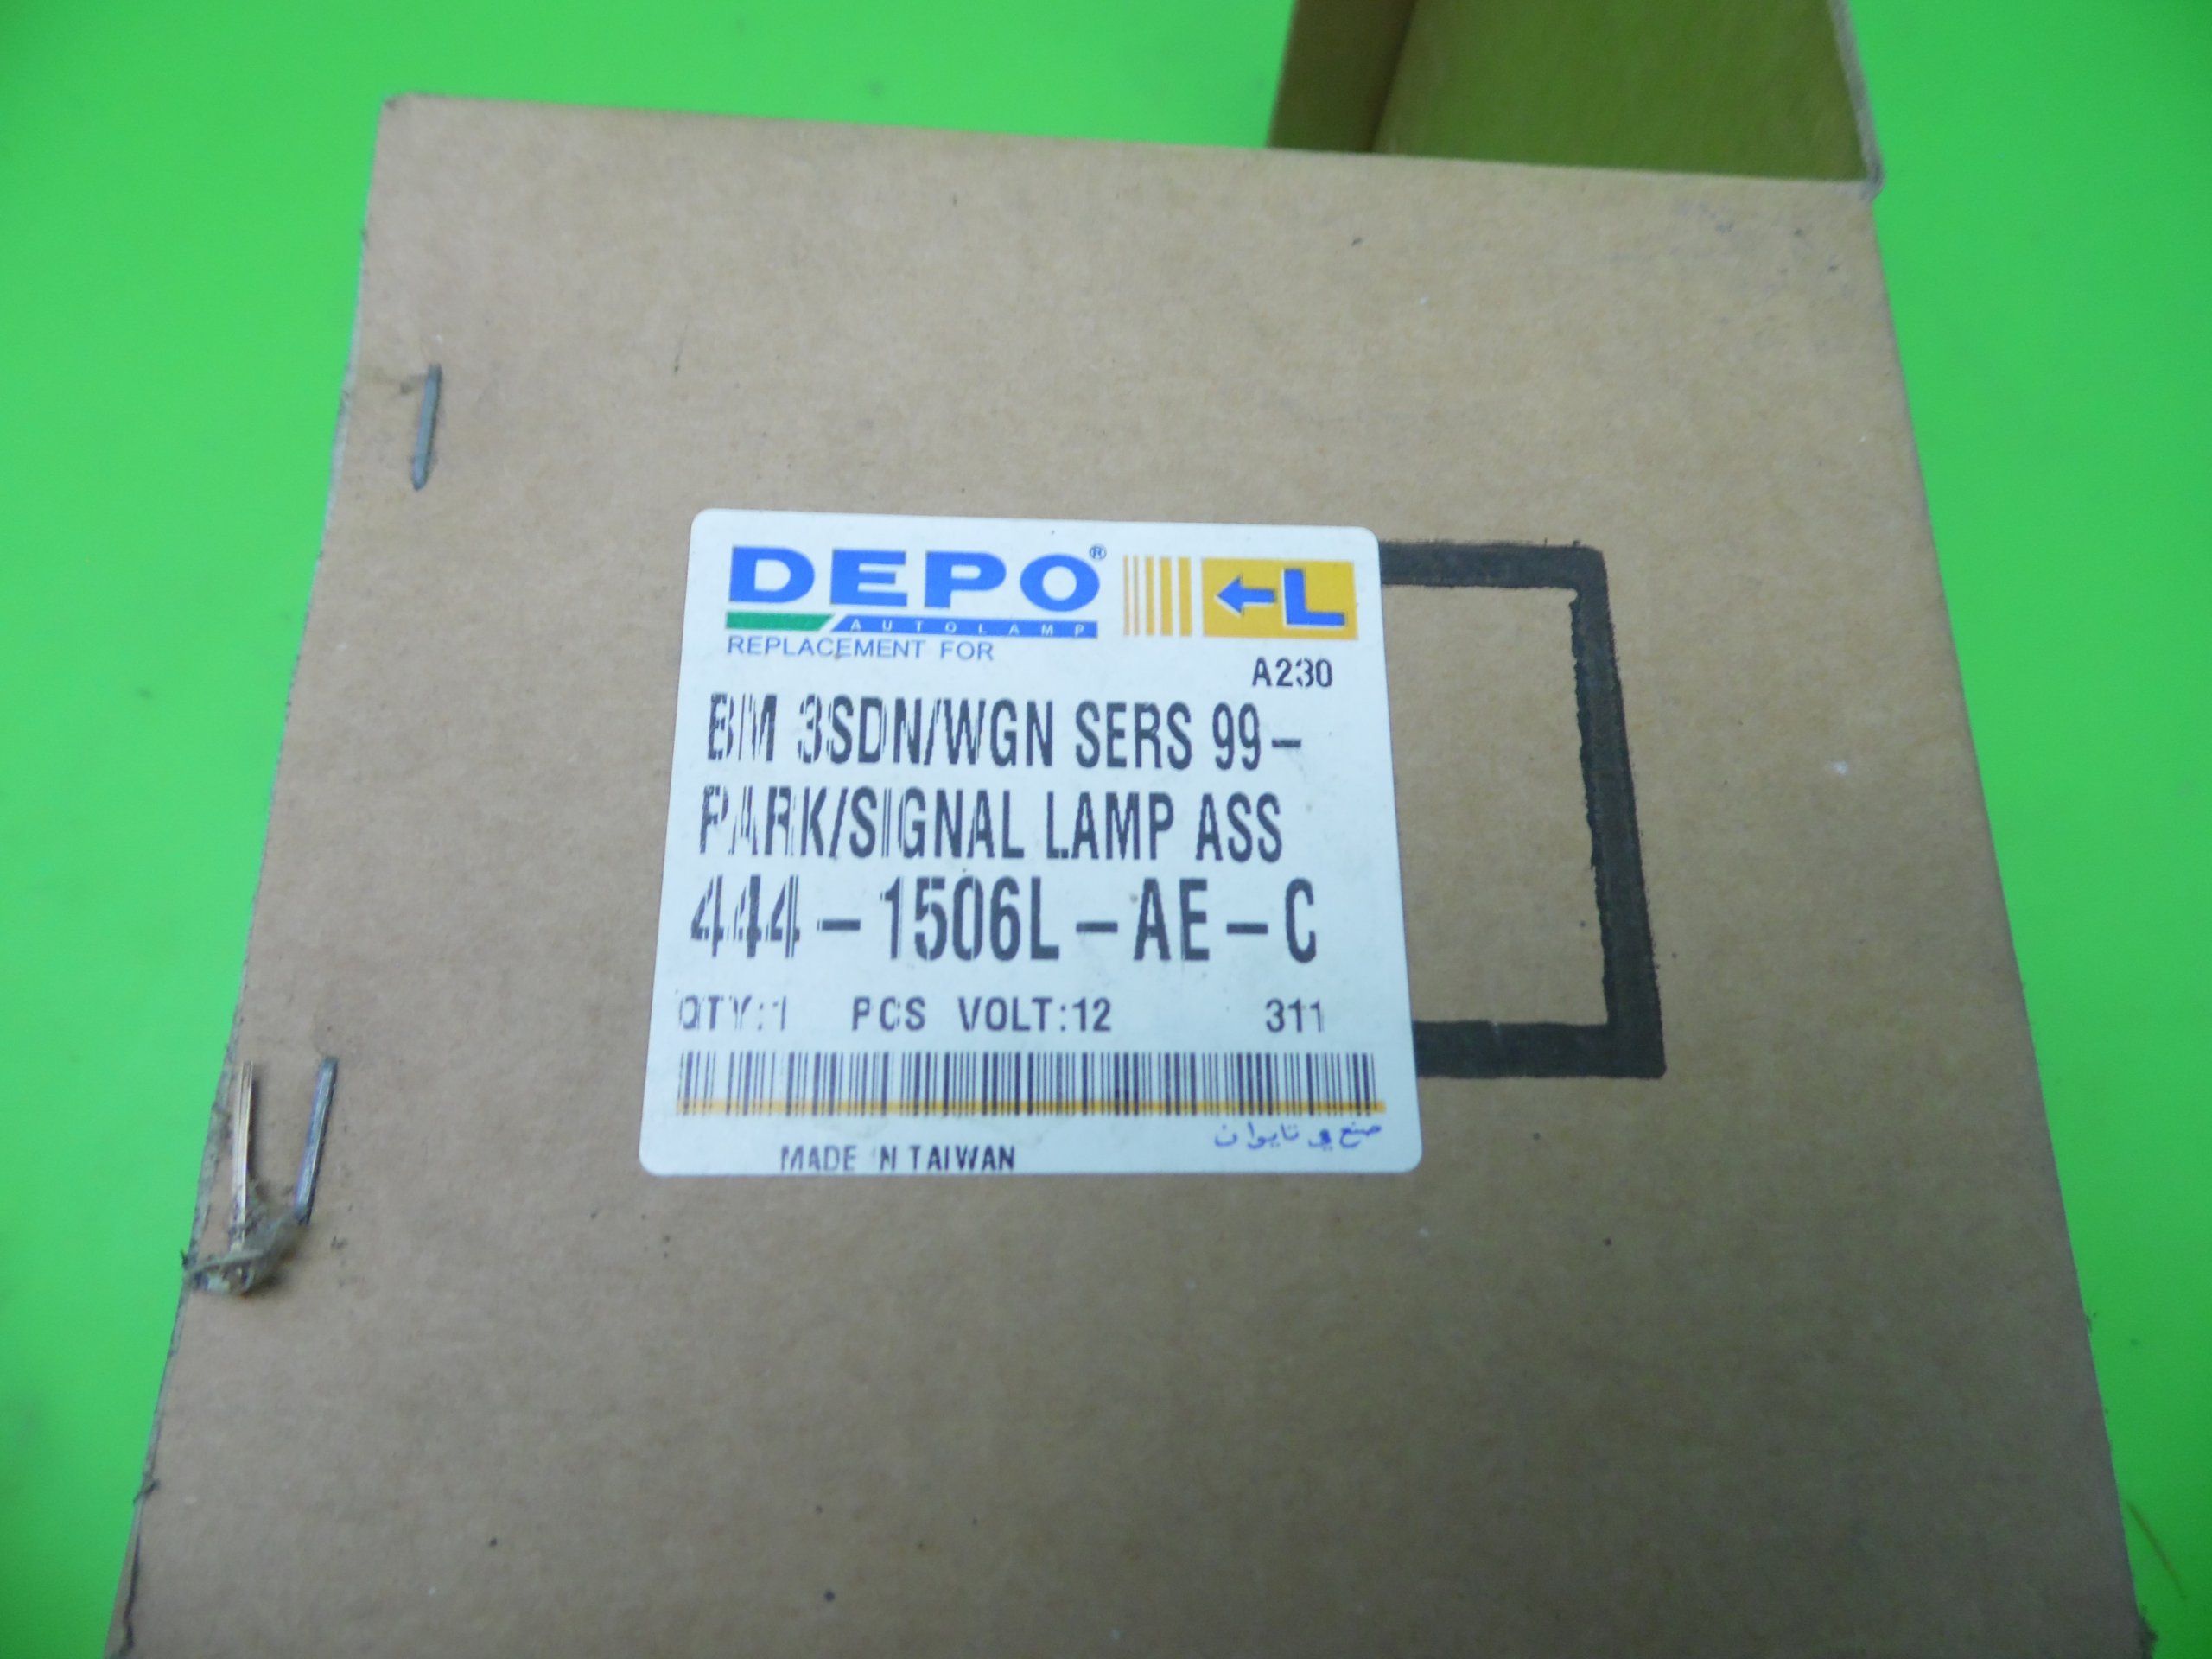 DEPO®
AUTOLAMP
←L
REPLACEMENT FOR
A230
BM 3SDN/WGN SERS 99-
PARK/SIGNAL LAMP ASS
444-1506L-AE-C
QTY:1 PCS VOLT:12 311
صنع في تايوان
MADE IN TAIWAN